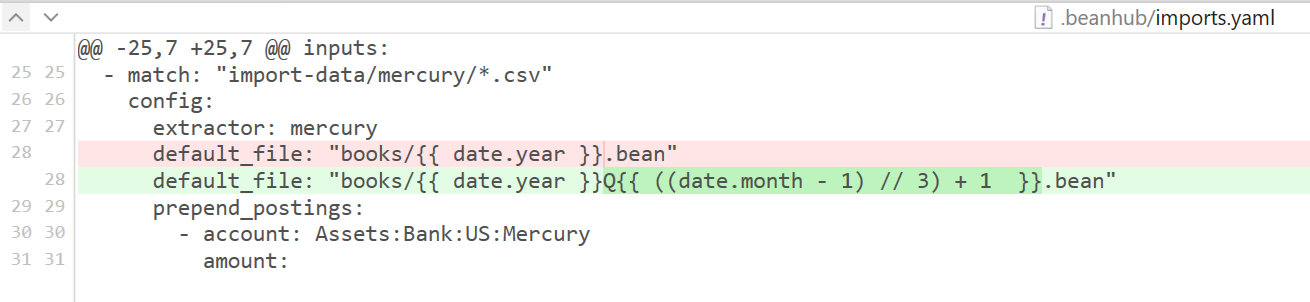 .beanhub/imports.yaml
@@ -25,7 +25,7 @@ inputs:
25 25 - match: "import-data/mercury/*.csv"
26 26 config:
27 27 extractor: mercury
28 default_file: "books/{{ date.year }}.bean"
28 default_file: "books/{{ date.year }}Q{{ ((date.month - 1) // 3) + 1  }}.bean"
29 29 prepend_postings:
30 30 - account: Assets:Bank:US:Mercury
31 31 amount: